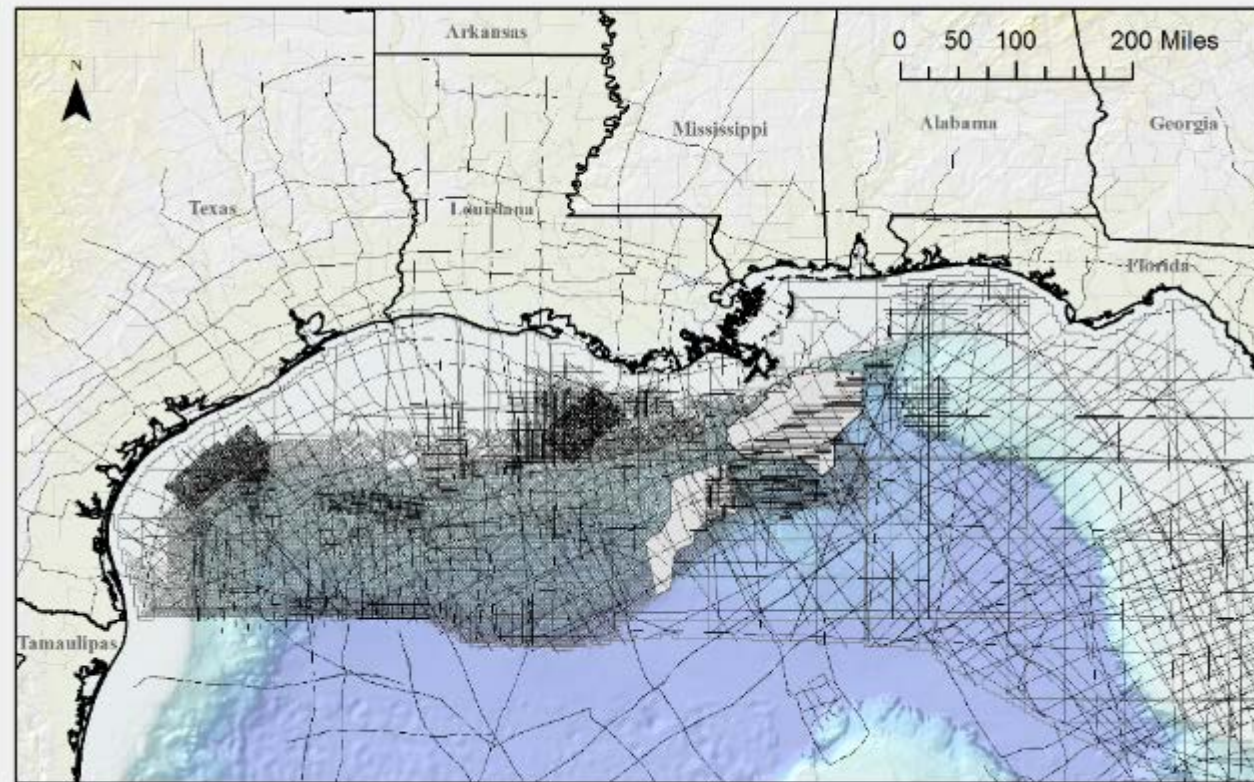 Arkansas
0 50 100 200 Miles
N
Mississippi
Alabama
Georgia
Texas
Louisiana
Florida
Tamaulipas